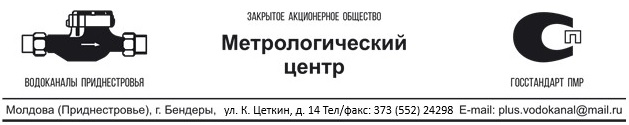 ЗАКРЫТОЕ АКЦИОНЕРНОЕ ОБЩЕСТВО
Метрологический
центр
ВОДОКАНАЛЫ ПРИДНЕСТРОВЬЯ
ГОССТАНДАРТ ПМР
Молдова (Приднестровье), г. Бендеры, ул. К. Цеткин, д. 14 Тел/факс: 373 (552) 24298 E-mail: plus.vodokanal@mail.ru